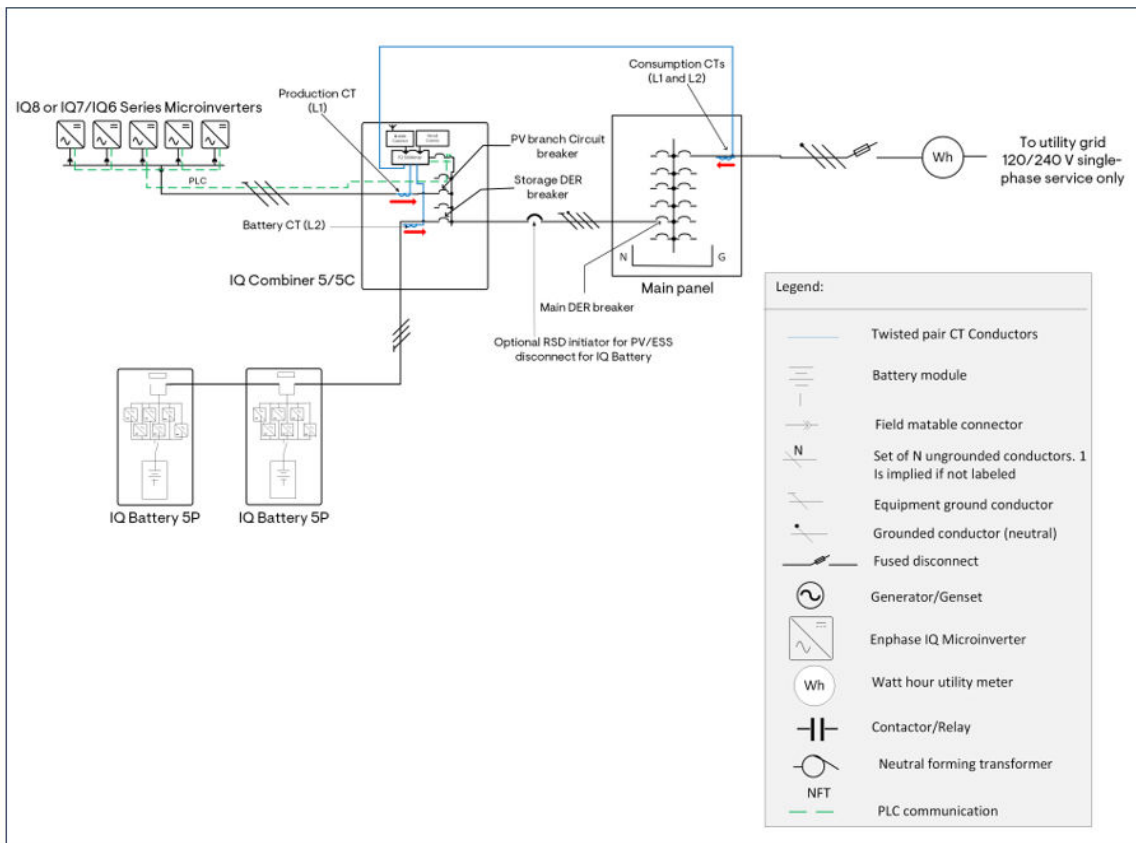 Consumption CTs
(L1 and L2)
Production CT
(L1)
IQ8 or IQ7/IQ6 Series Microinverters
PV branch Circuit
breaker
To utility grid
120/240 V single-
phase service only
Wh
PLC
Storage DER
breaker
Battery CT (L2)
N
G
IQ Combiner 5/5C
Main panel
Main DER breaker
Optional RSD initiator for PV/ESS
disconnect for IQ Battery
IQ Battery 5P
IQ Battery 5P
Legend:
Twisted pair CT Conductors
Battery module
Field matable connector
N
Set of N ungrounded conductors. 1
Is implied if not labeled
Equipment ground conductor
Grounded conductor (neutral)
Fused disconnect
Generator/Genset
Enphase IQ Microinverter
Wh
Watt hour utility meter
Contactor/Relay
Neutral forming transformer
NFT
PLC communication